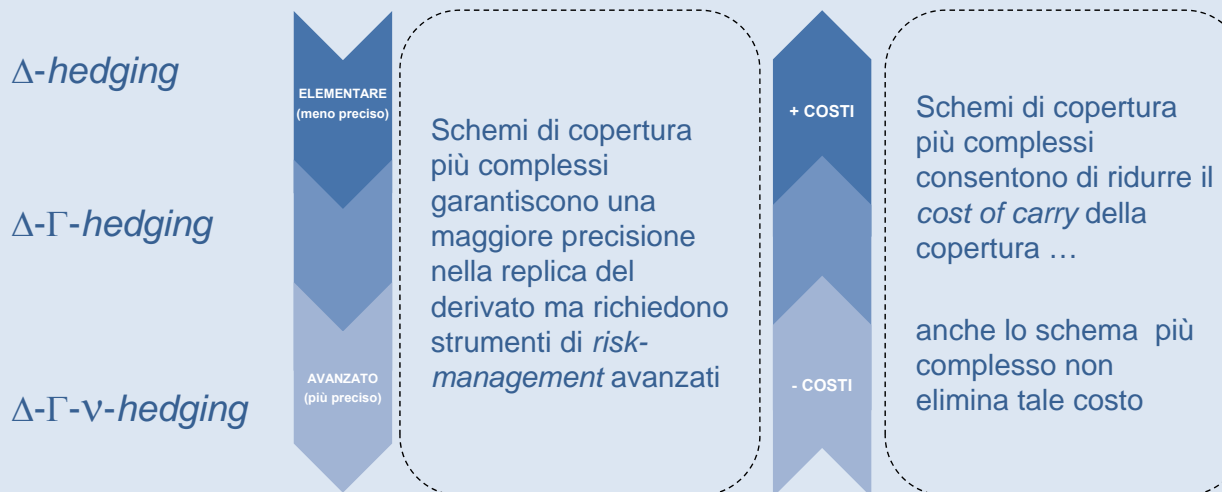 Δ-hedging
Δ-Γ-hedging
Δ-Γ-ν-hedging
ELEMENTARE
(meno preciso)
AVANZATO
(più preciso)
Schemi di copertura
più complessi
garantiscono una
maggiore precisione
nella replica del
derivato ma richiedono
strumenti di risk-
management avanzati
+ COSTI
- COSTI
Schemi di copertura
più complessi
consentono di ridurre il
cost of carry della
copertura …
anche lo schema più
complesso non
elimina tale costo